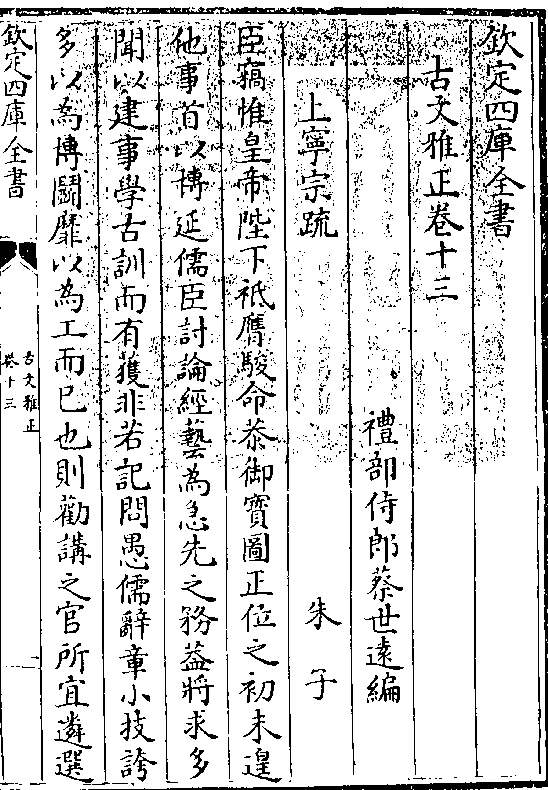 欽定四庫全書
古文雅正卷十三
禮部侍郎蔡世遠編
上寧宗疏　朱子
臣竊惟皇帝陛下祗膺駿命恭御寶圖正位之初未遑
他事首以博延儒臣討論經藝為急先之務葢將求多
聞以建事學古訓而有獲非若記問愚儒辭章小技誇
多以為博鬭靡以為工而已也則勸講之官所宜遴選
欽定四庫全書
古文雅正
卷十三
一